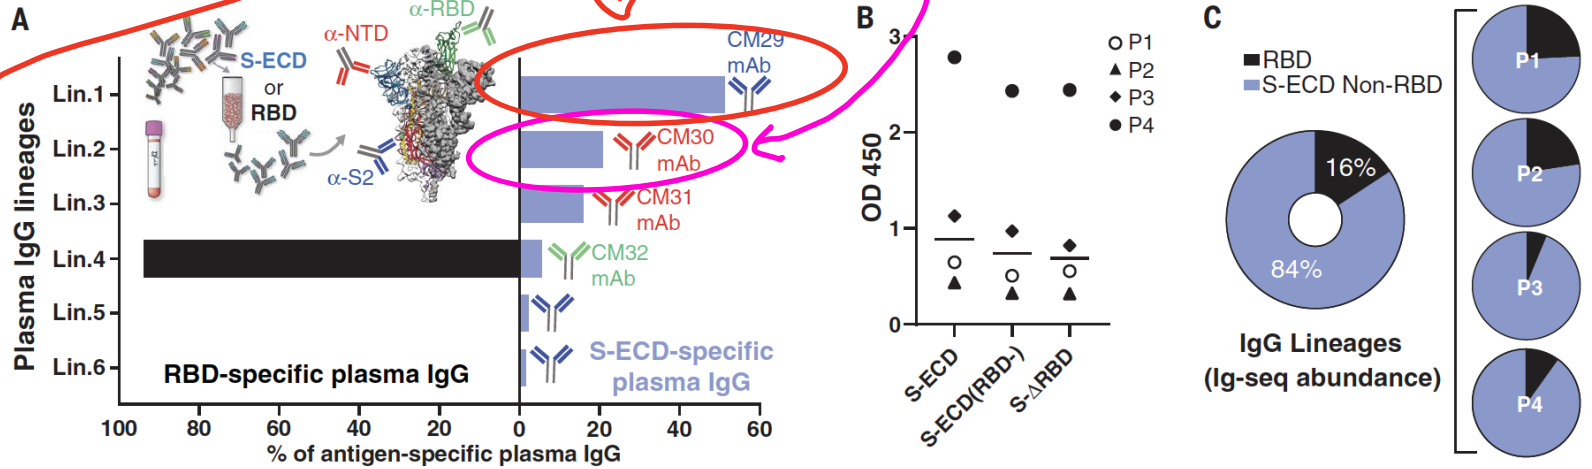 A
α-RBD
α-NTD
S-ECD
or
RBD
α-S2
CM29
mAb
CM30
mAb
CM31
mAb
CM32
mAb
Plasma IgG lineages
Lin.1
Lin.2
Lin.3
Lin.4
Lin.5
Lin.6
RBD-specific plasma IgG
S-ECD-specific
plasma IgG
100 80 60 40 20 0 20 40 60
% of antigen-specific plasma IgG
B
OD 450
3
2
1
0
P1
P2
P3
P4
S-ECD
S-ECD(RBD-)
S-ΔRBD
C
RBD
S-ECD Non-RBD
16%
84%
IgG Lineages
(Ig-seq abundance)
P1
P2
P3
P4